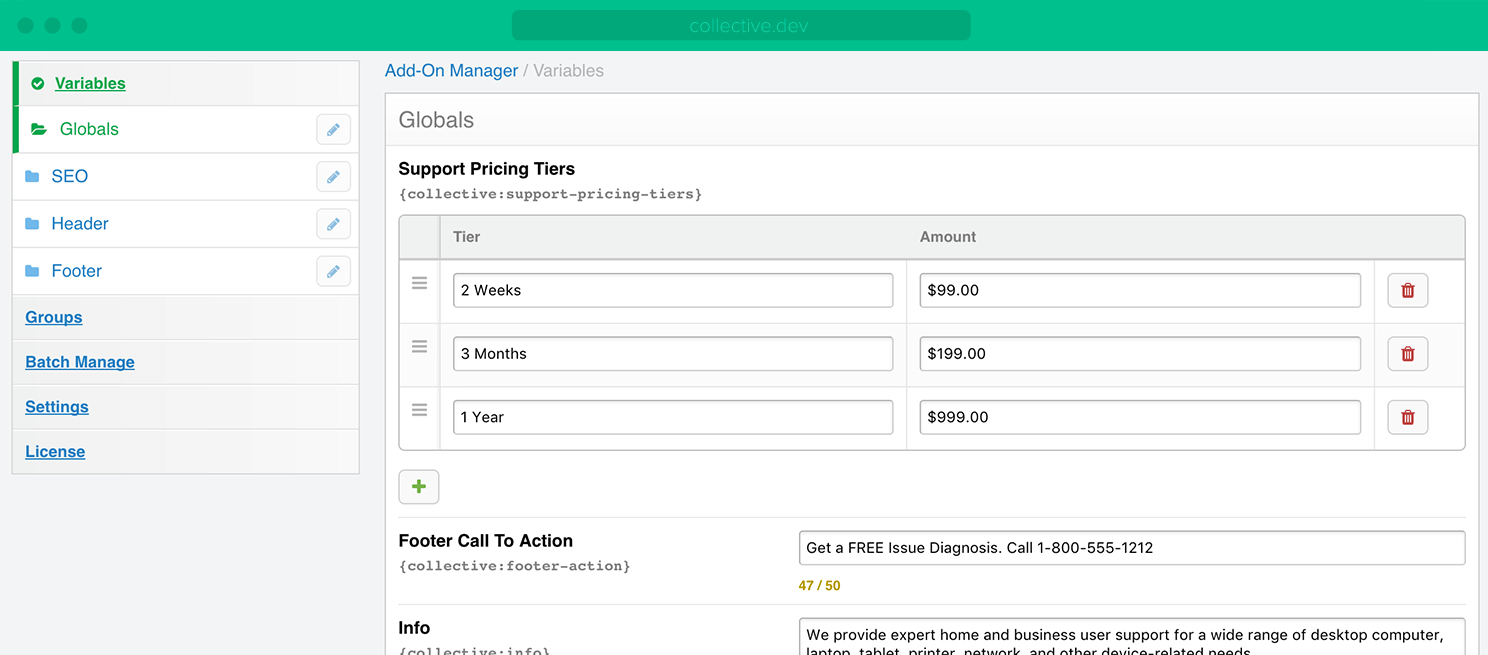 collective.dev
Variables
Globals
SEO
Header
Footer
Groups
Batch Manage
Settings
License
Add-On Manager / Variables
Globals
Support Pricing Tiers
{collective:support-pricing-tiers}
Tier Amount
2 Weeks $99.00
3 Months $199.00
1 Year $999.00
Footer Call To Action
{collective:footer-action}
Get a FREE Issue Diagnosis. Call 1-800-555-1212
47 / 50
Info
{collective:info}
We provide expert home and business user support for a wide range of desktop computer,
laptop, tablet, printer, network, and other device-related needs.